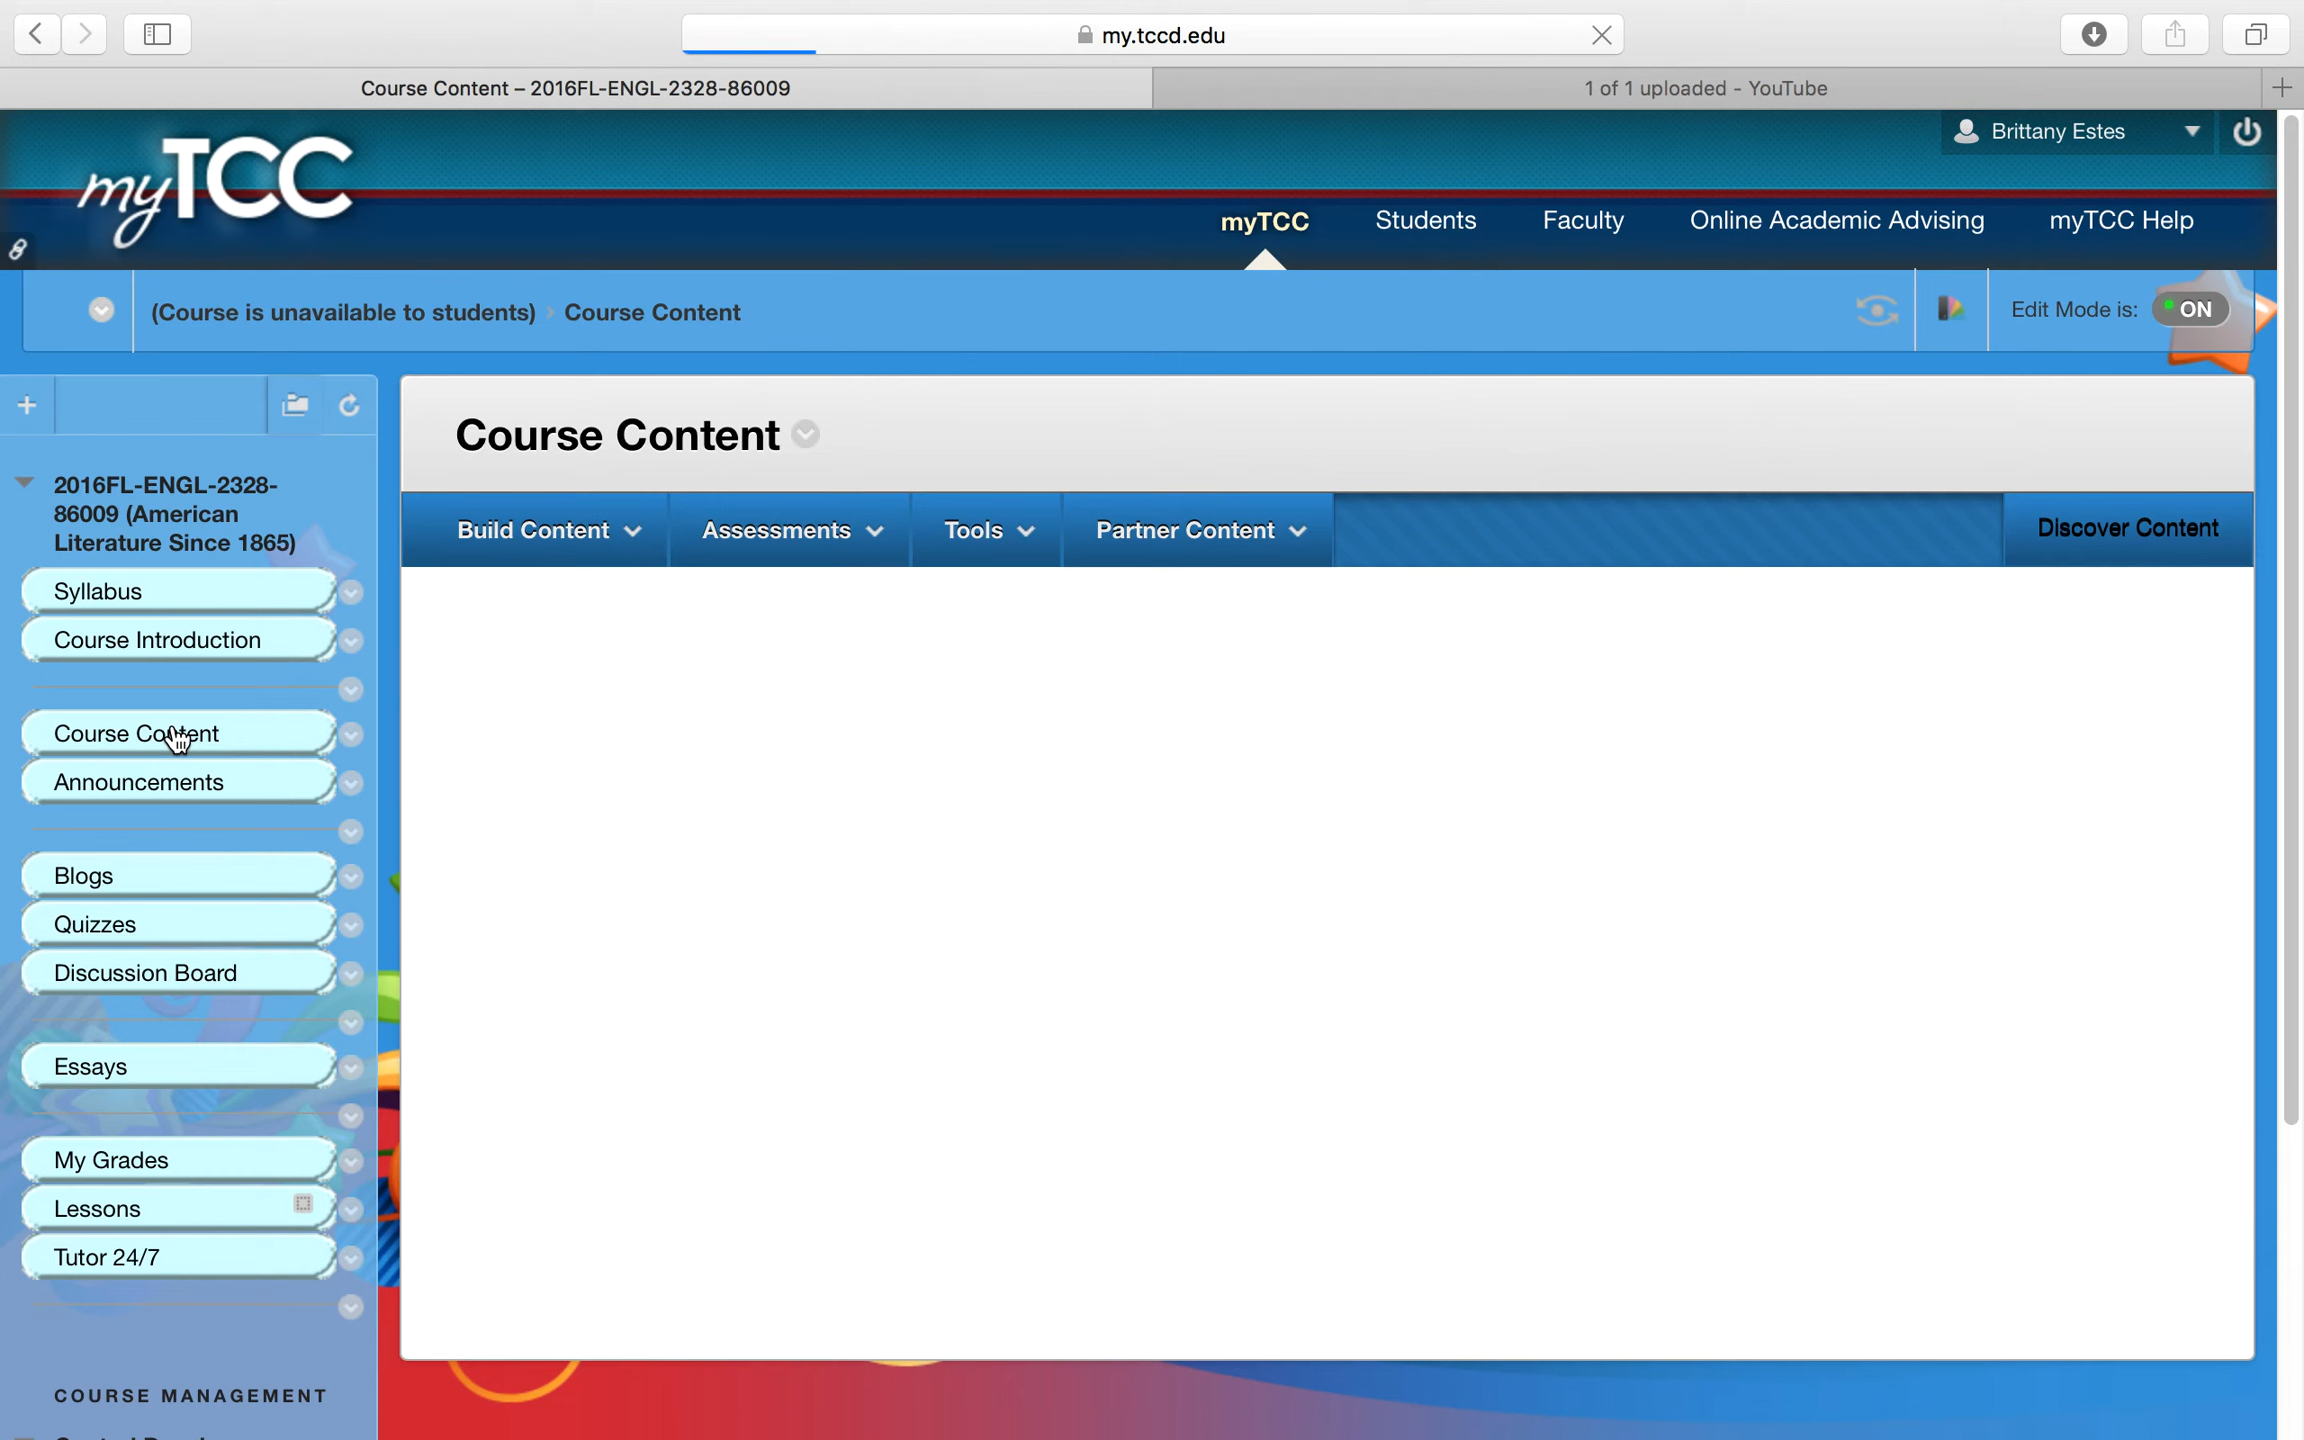 my.tccd.edu
Course Content – 2016FL-ENGL-2328-86009
1 of 1 uploaded - YouTube
myTCC
Brittany Estes
myTCC
Students
Faculty
Online Academic Advising
myTCC Help
(Course is unavailable to students)
Course Content
Edit Mode is:
ON
2016FL-ENGL-2328-
86009 (American
Literature Since 1865)
Syllabus
Course Introduction
Course Content
Announcements
Blogs
Quizzes
Discussion Board
Essays
My Grades
Lessons
Tutor 24/7
COURSE MANAGEMENT
Course Content
Build Content
Assessments
Tools
Partner Content
Discover Content